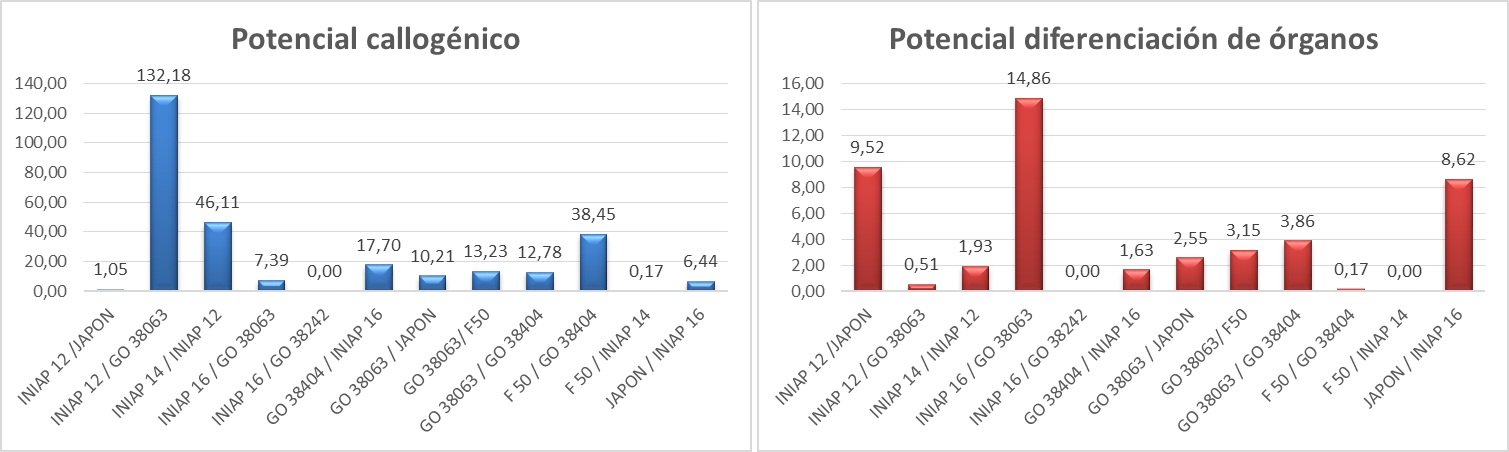 Potencial callogénico
140,00
120,00
100,00
80,00
60,00
40,00
20,00
0,00
1,05
132,18
46,11
7,39
0,00
17,70
10,21
13,23
12,78
38,45
0,17
6,44
INIAP 12 /JAPON
INIAP 12 / GO 38063
INIAP 14 / INIAP 12
INIAP 16 / GO 38063
INIAP 16 / GO 38242
GO 38404 / INIAP 16
GO 38063 / JAPON
GO 38063/ F50
GO 38063 / GO 38404
F 50 / GO 38404
F 50 / INIAP 14
JAPON / INIAP 16
Potencial diferenciación de órganos
16,00
14,00
12,00
10,00
8,00
6,00
4,00
2,00
0,00
9,52
0,51
1,93
14,86
0,00
1,63
2,55
3,15
3,86
0,17
0,00
8,62
INIAP 12 /JAPON
INIAP 12 / GO 38063
INIAP 14 / INIAP 12
INIAP 16 / GO 38063
INIAP 16 / GO 38242
GO 38404 / INIAP 16
GO 38063 / JAPON
GO 38063/ F50
GO 38063 / GO 38404
F 50 / GO 38404
F 50 / INIAP 14
JAPON / INIAP 16